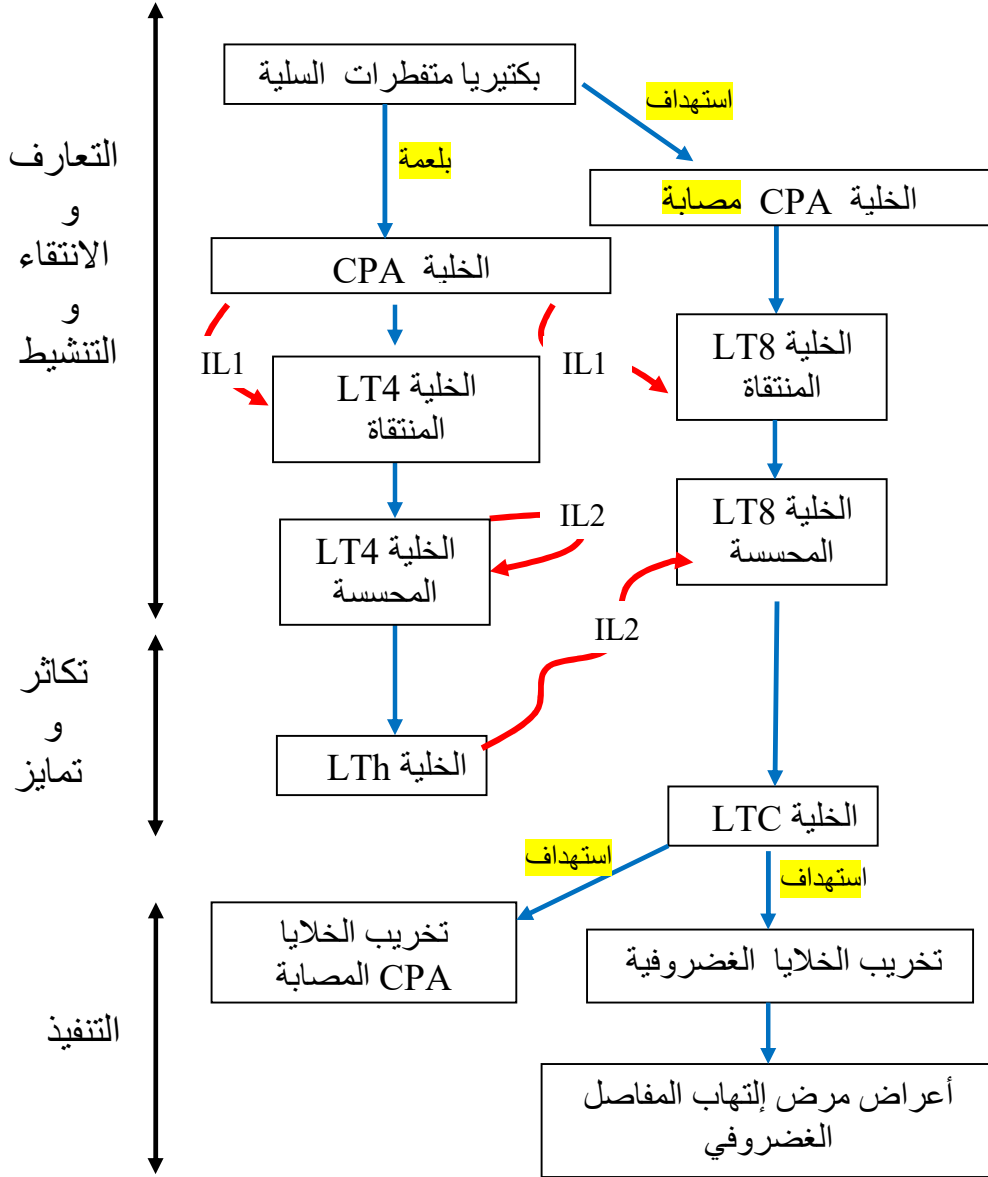 بكتيريا متفطرات السلية
استهداف
بلعمة
التعارف
و
الانتقاء
و
التنشيط
الخلية CPA مصابة
الخلية CPA
IL1
IL1
الخلية LT4
المنتقاة
الخلية LT8
المنتقاة
الخلية LT4
المحسسة
IL2
الخلية LT8
المحسسة
IL2
تكاثر
و
تمايز
الخلية LTh
الخلية LTC
استهداف
استهداف
التنفيذ
تخريب الخلايا
CPA المصابة
تخريب الخلايا الغضروفية
أعراض مرض إلتهاب المفاصل
الغضروفي